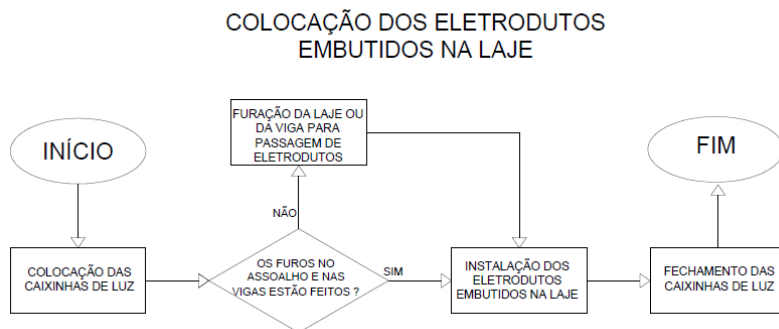 COLOCAÇÃO DOS ELETRODUTOS
EMBUTIDOS NA LAJE
INÍCIO
FURAÇÃO DA LAJE OU
DA VIGA PARA
PASSAGEM DE
ELETRODUTOS
FIM
NÃO
COLOCAÇÃO DAS
CAIXINHAS DE LUZ
OS FUROS NO
ASSOALHO E NAS
VIGAS ESTÃO FEITOS ?
SIM
INSTALAÇÃO DOS
ELETRODUTOS
EMBUTIDOS NA LAJE
FECHAMENTO DAS
CAIXINHAS DE LUZ